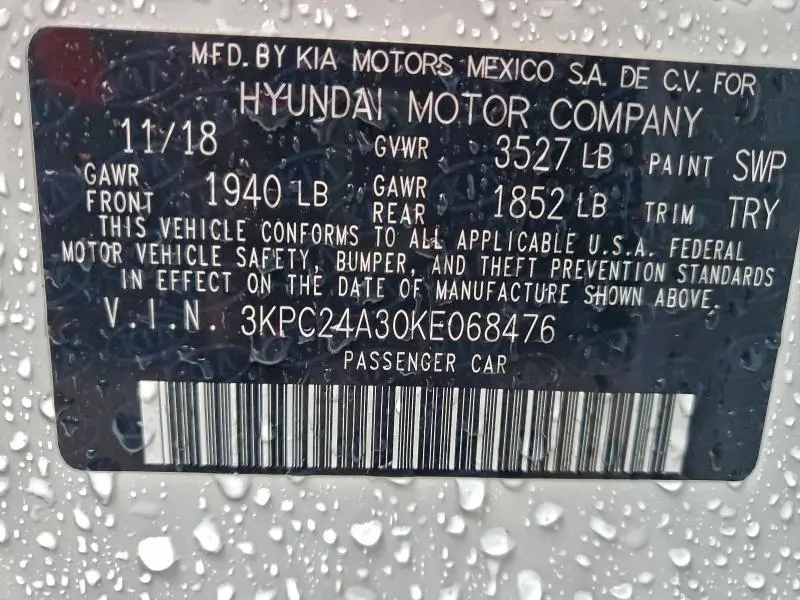 MFD. BY KIA MOTORS MEXICO S.A. DE C.V. FOR
HYUNDAI MOTOR COMPANY
11/18 GVWR 3527 LB PAINT SWP
GAWR FRONT 1940 LB GAWR REAR 1852 LB TRIM TRY
THIS VEHICLE CONFORMS TO ALL APPLICABLE U.S.A. FEDERAL
MOTOR VEHICLE SAFETY, BUMPER, AND THEFT PREVENTION STANDARDS
IN EFFECT ON THE DATE OF MANUFACTURE SHOWN ABOVE.
V.I.N. 3KPC24A30KE068476
PASSENGER CAR